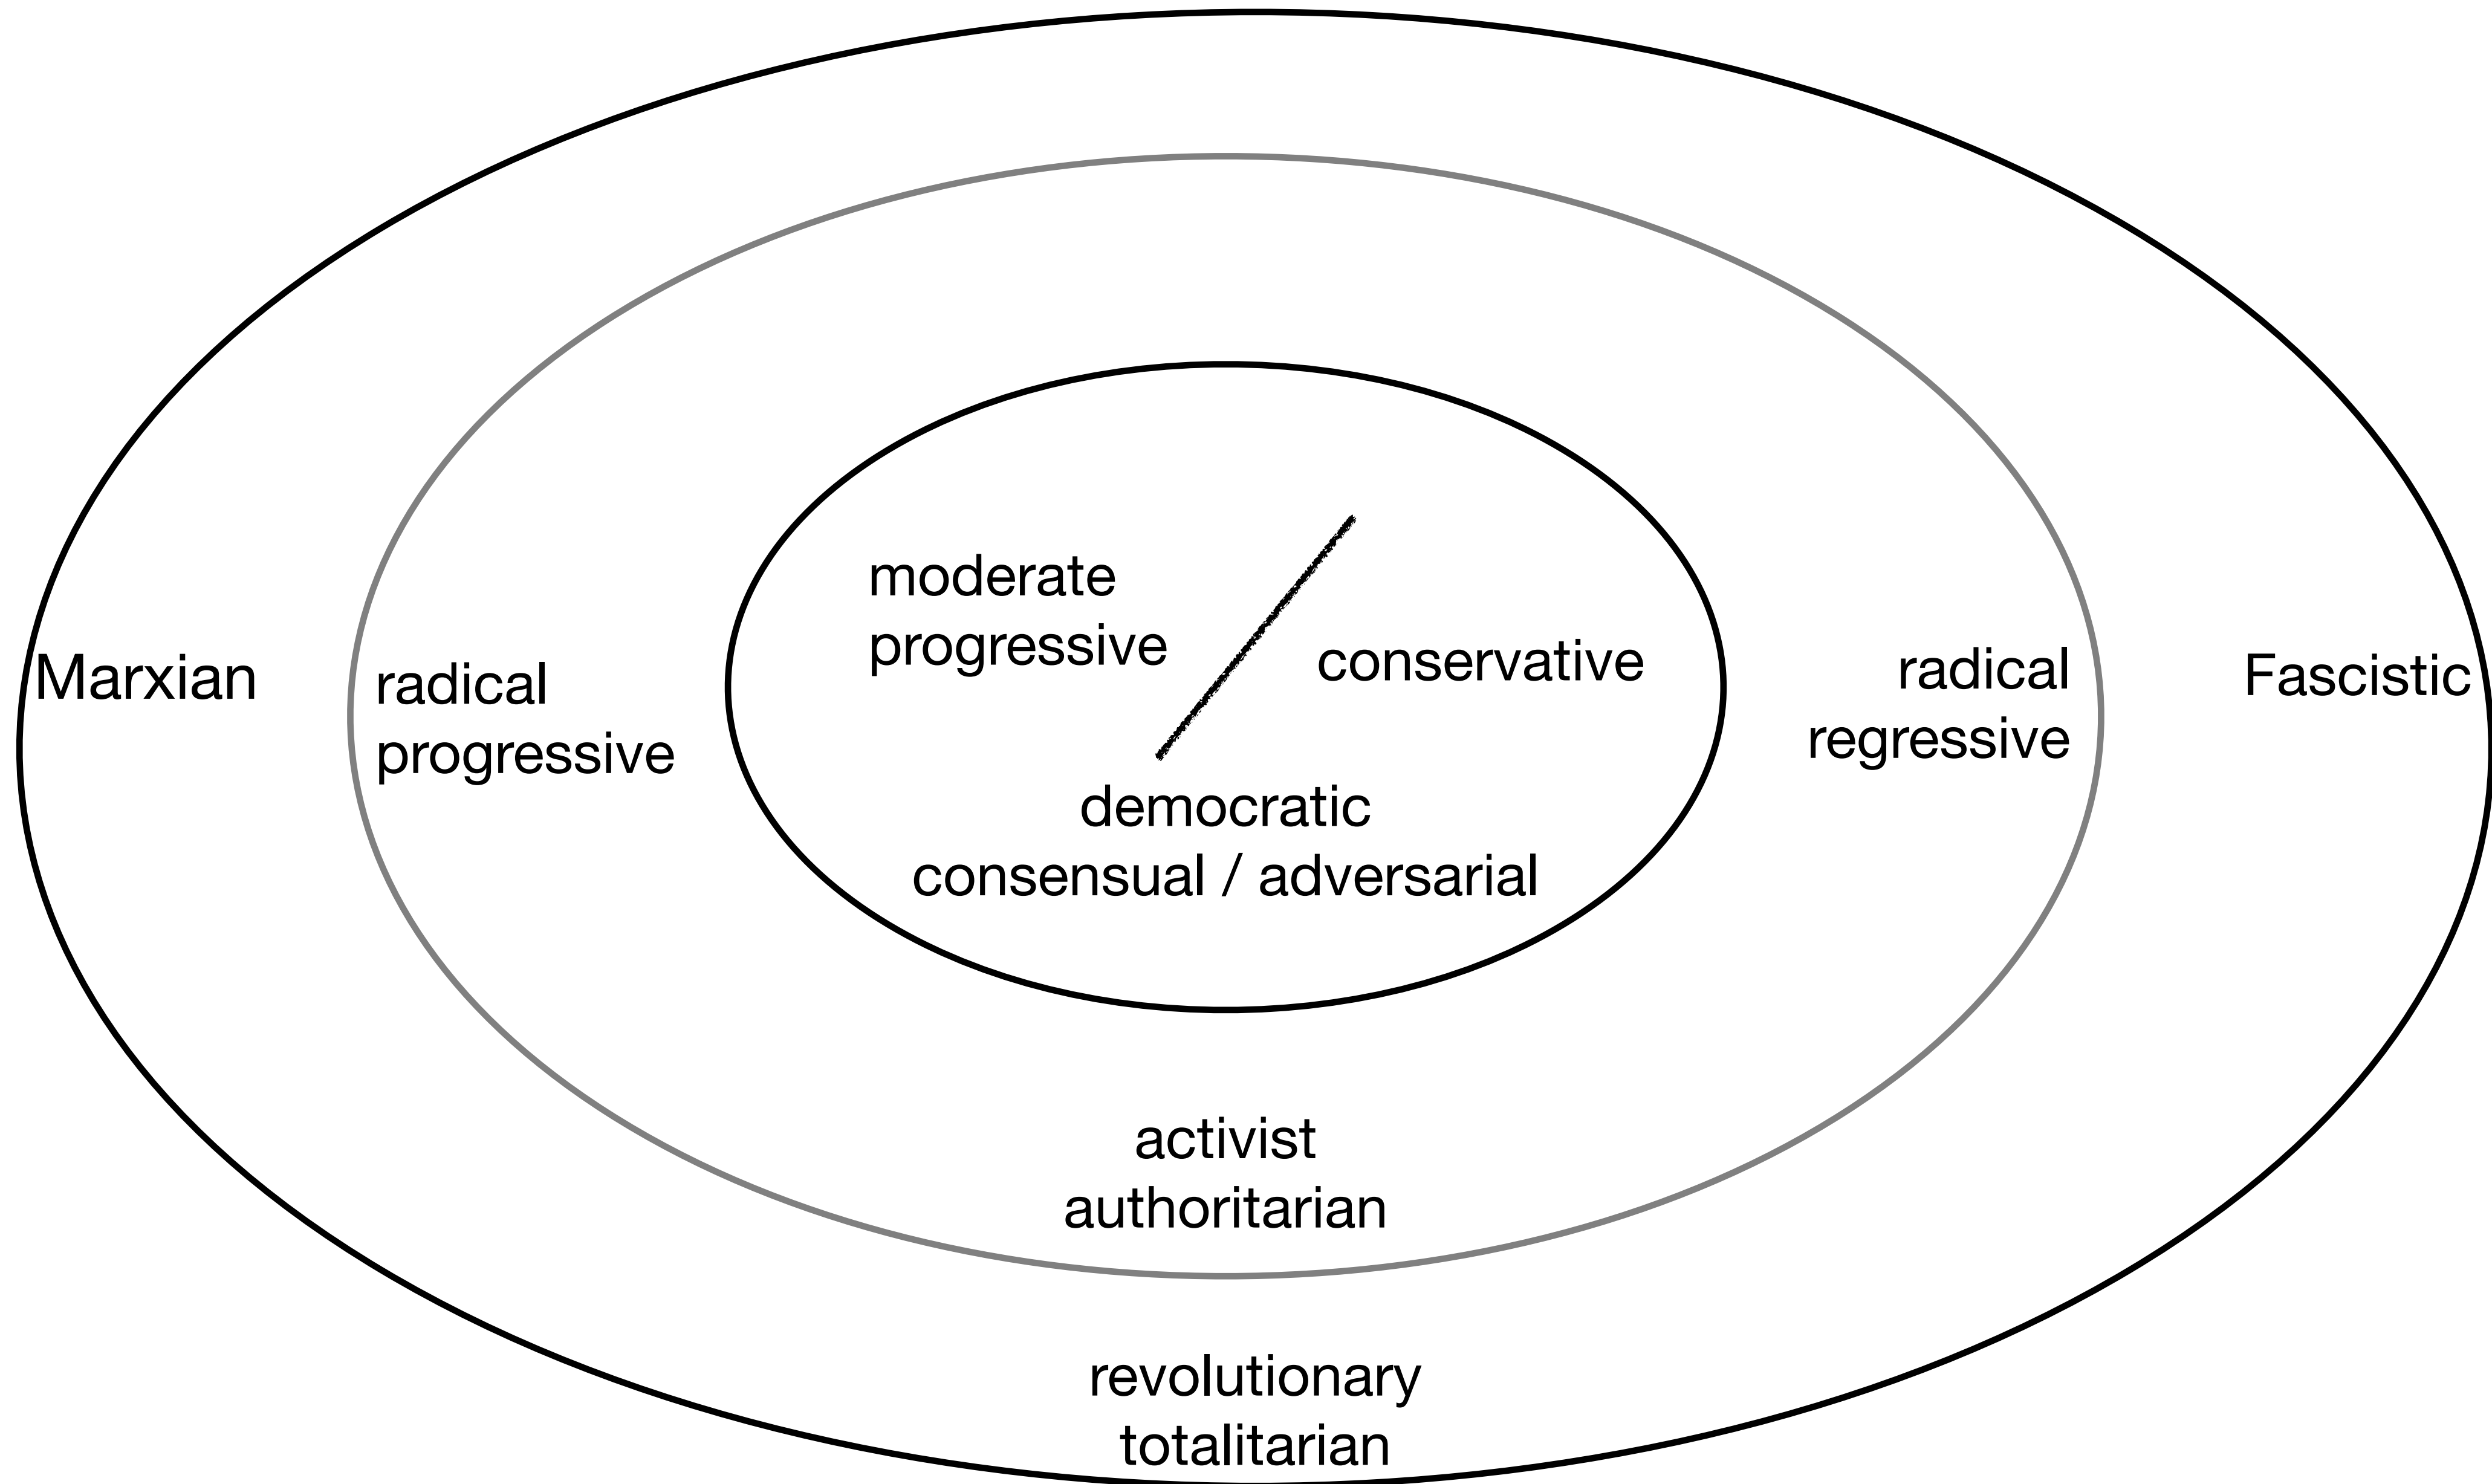 moderate
progressive
conservative
Marxian
radical
progressive
radical
regressive
Fascistic
democratic
consensual / adversarial
activist
authoritarian
revolutionary
totalitarian